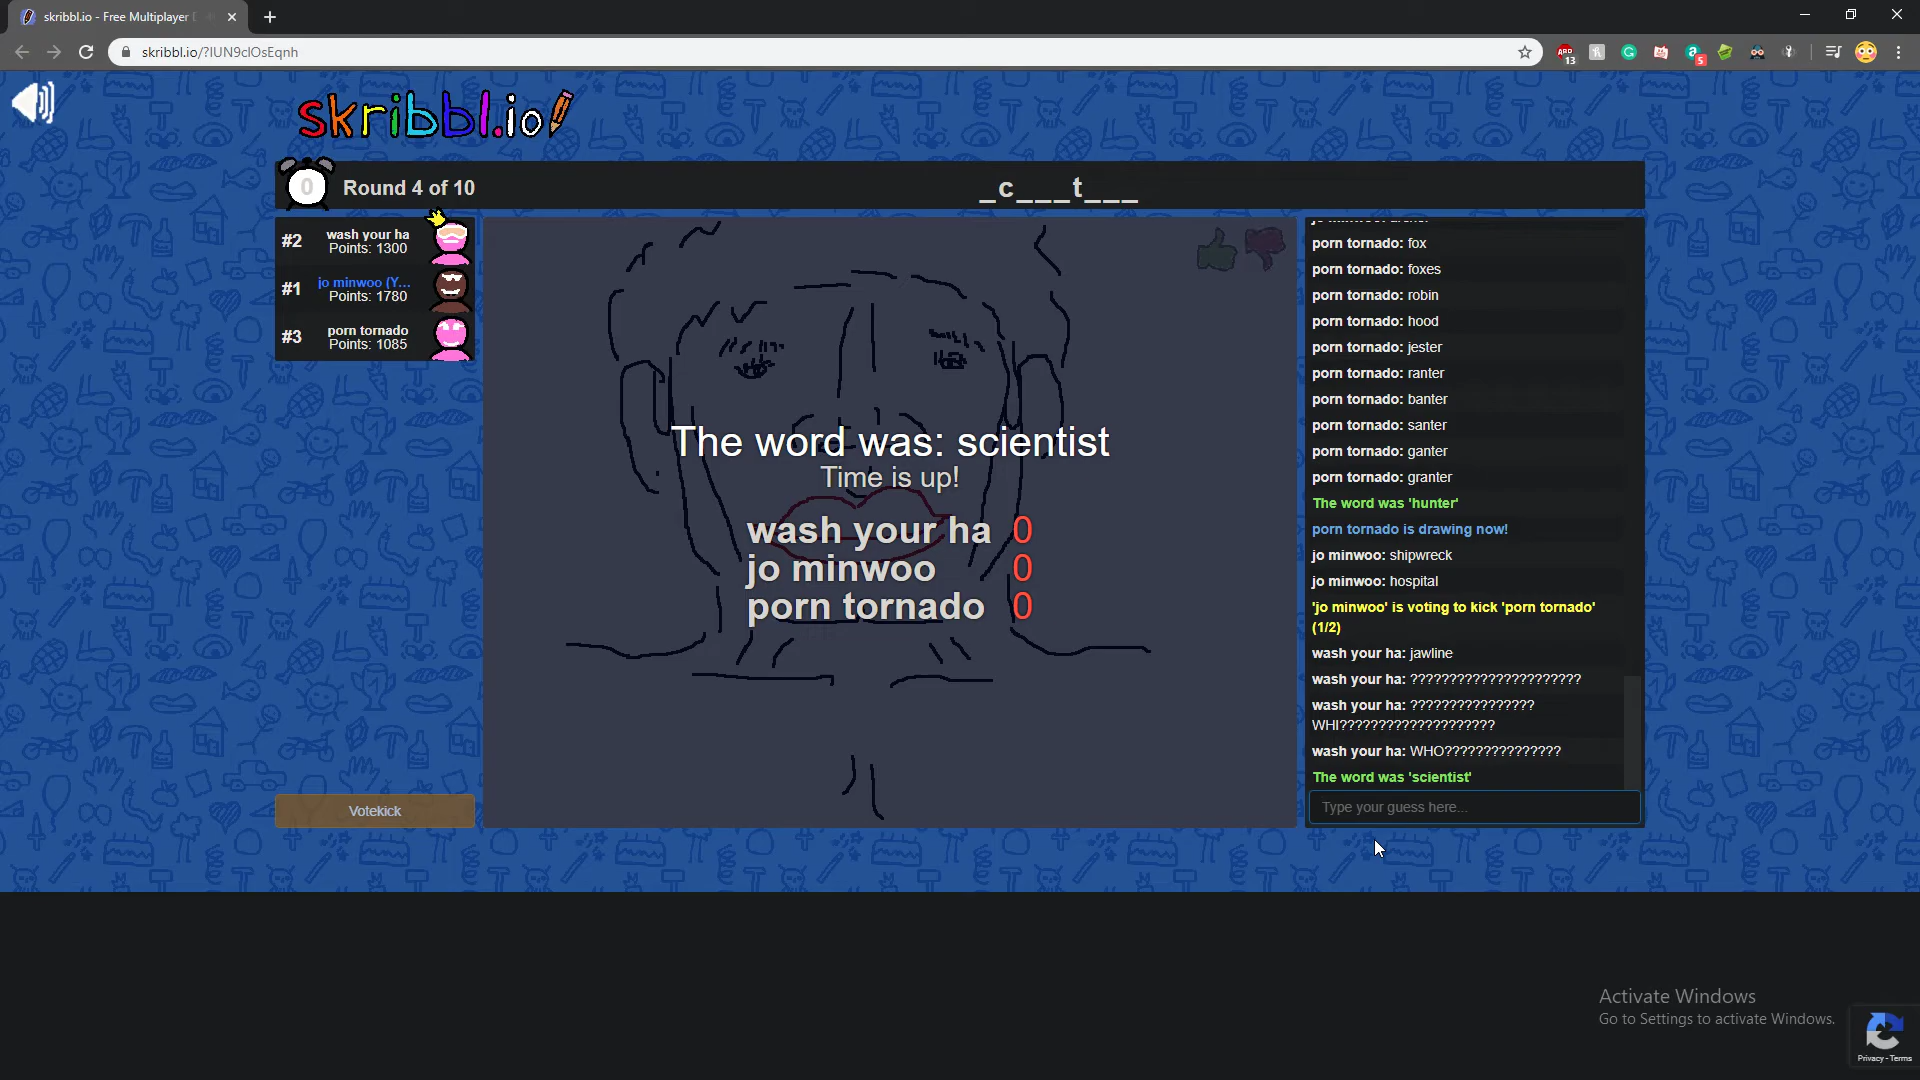 skribbl.io - Free Multiplayer
skribbl.io/?IUN9clOsEqnh
ABP
13
5
skribbl.io
0
Round 4 of 10
_c___t___
#2
wash your ha
Points: 1300
#1
jo minwoo (Y...
Points: 1780
#3
porn tornado
Points: 1085
Votekick
The word was: scientist
Time is up!
wash your ha 0
jo minwoo 0
porn tornado 0
porn tornado: fox
porn tornado: foxes
porn tornado: robin
porn tornado: hood
porn tornado: jester
porn tornado: ranter
porn tornado: banter
porn tornado: santer
porn tornado: ganter
porn tornado: granter
The word was 'hunter'
porn tornado is drawing now!
jo minwoo: shipwreck
jo minwoo: hospital
'jo minwoo' is voting to kick 'porn tornado'
(1/2)
wash your ha: jawline
wash your ha: ??????????????????????
wash your ha: ????????????????
WHI????????????????????
wash your ha: WHO???????????????
The word was 'scientist'
Type your guess here...
Activate Windows
Go to Settings to activate Windows.
Privacy - Terms